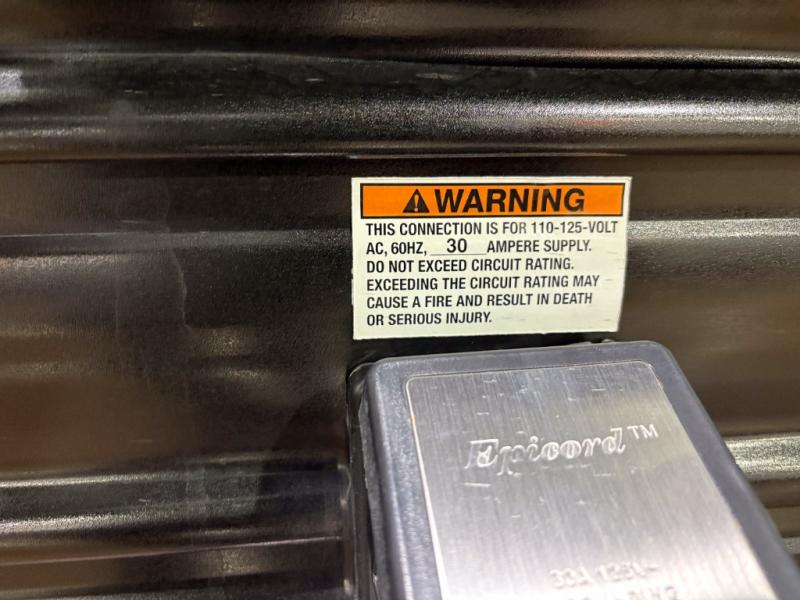 WARNING
THIS CONNECTION IS FOR 110-125-VOLT
AC, 60HZ, 30 AMPERE SUPPLY.
DO NOT EXCEED CIRCUIT RATING.
EXCEEDING THE CIRCUIT RATING MAY
CAUSE A FIRE AND RESULT IN DEATH
OR SERIOUS INJURY.
Epicord™